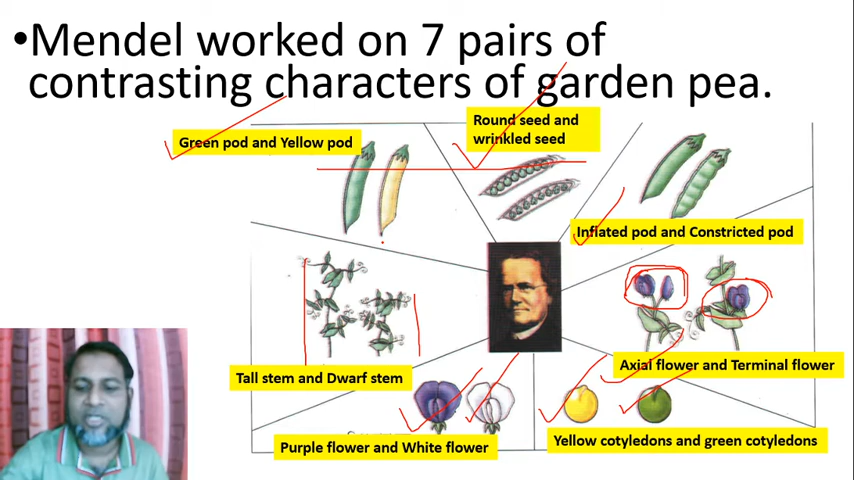 •Mendel worked on 7 pairs of
contrasting characters of garden pea.
Green pod and Yellow pod
Round seed and
wrinkled seed
Inflated pod and Constricted pod
Tall stem and Dwarf stem
Axial flower and Terminal flower
Purple flower and White flower
Yellow cotyledons and green cotyledons